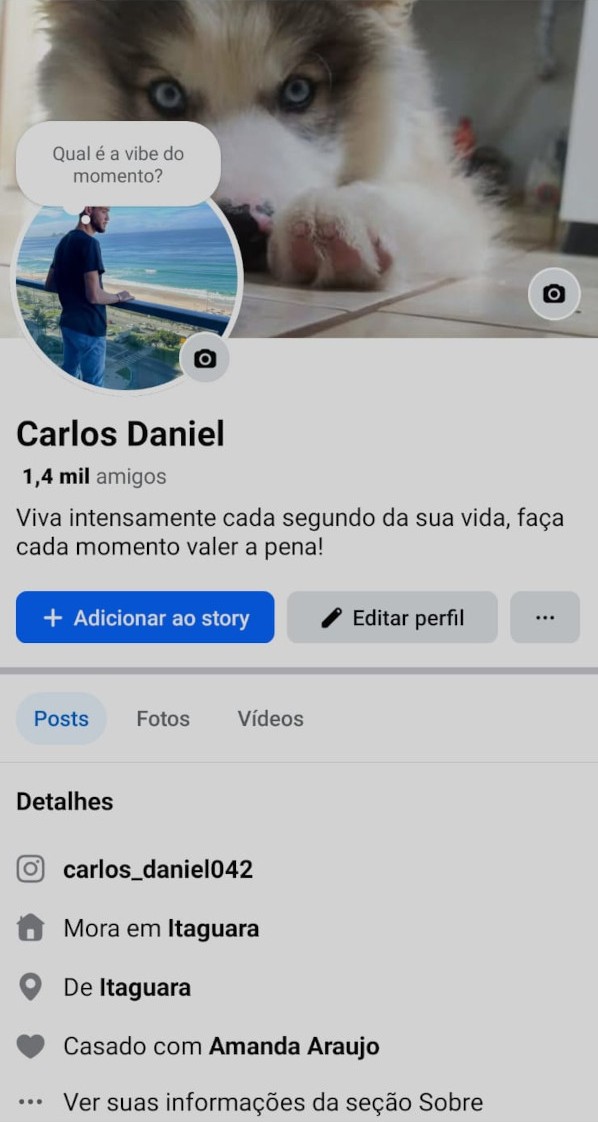 Qual é a vibe do
momento?
Carlos Daniel
1,4 mil amigos
Viva intensamente cada segundo da sua vida, faça
cada momento valer a pena!
+ Adicionar ao story
Editar perfil
...
Posts
Fotos
Vídeos
Detalhes
carlos_daniel042
Mora em Itaguara
De Itaguara
Casado com Amanda Araujo
... Ver suas informações da seção Sobre